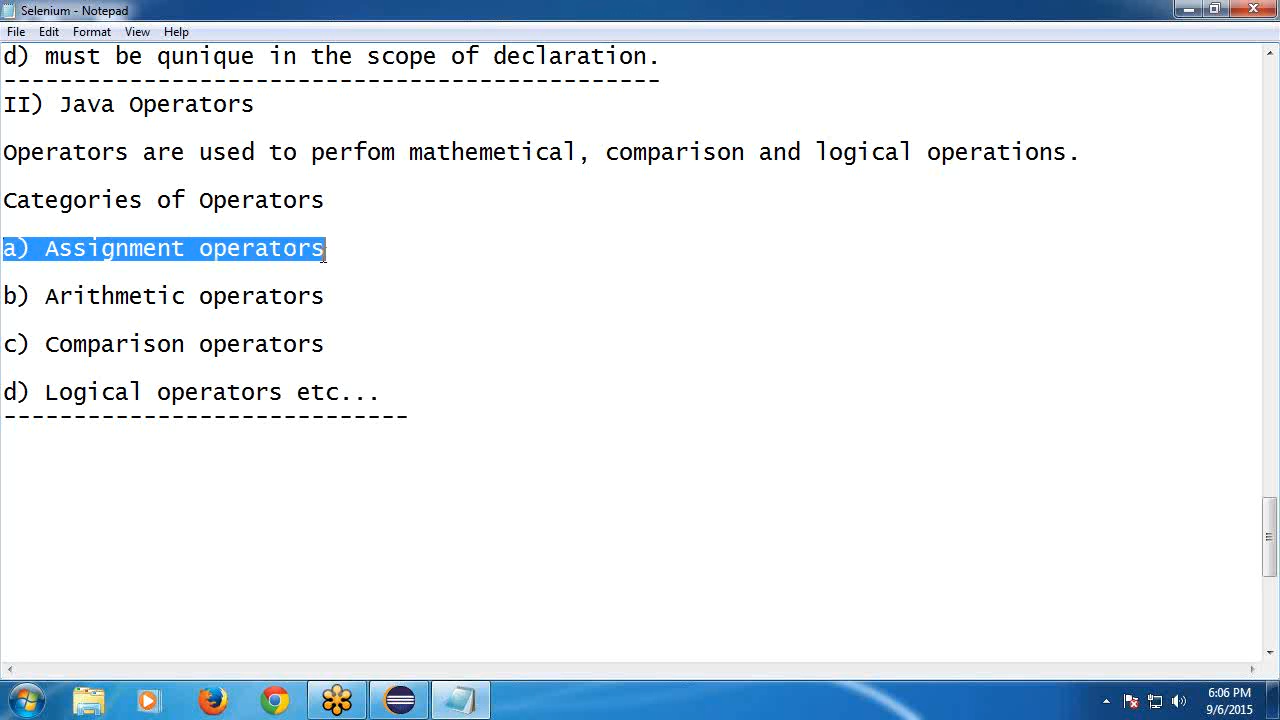 Selenium - Notepad
File Edit Format View Help
d) must be qunique in the scope of declaration.
-----------------------------------------------
II) Java Operators
Operators are used to perfom mathemetical, comparison and logical operations.
Categories of Operators
a) Assignment operators
b) Arithmetic operators
c) Comparison operators
d) Logical operators etc...
-----------------------------
6:06 PM
9/6/2015